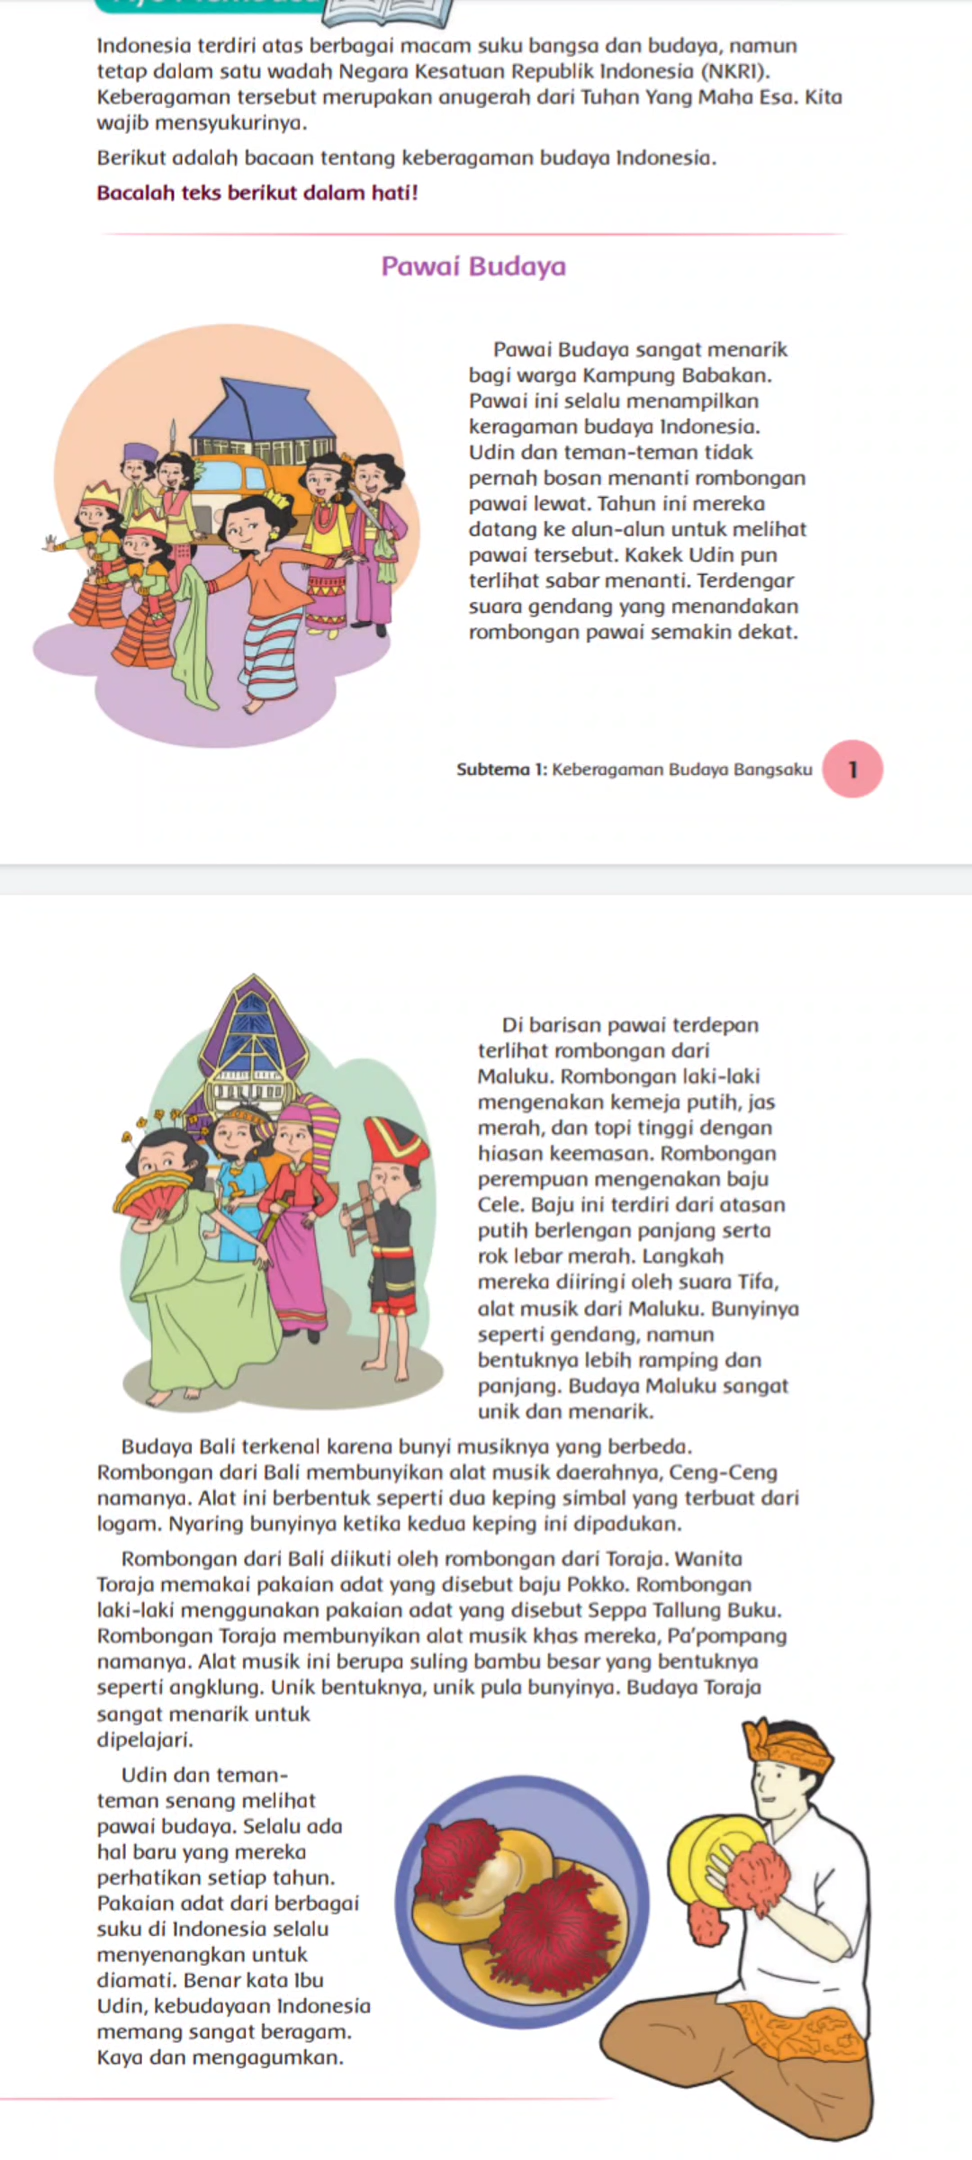 Indonesia terdiri atas berbagai macam suku bangsa dan budaya, namun
tetap dalam satu wadah Negara Kesatuan Republik Indonesia (NKRI).
Keberagaman tersebut merupakan anugerah dari Tuhan Yang Maha Esa. Kita
wajib mensyukurinya.
Berikut adalah bacaan tentang keberagaman budaya Indonesia.
Bacalah teks berikut dalam hati!
Pawai Budaya
Pawai Budaya sangat menarik
bagi warga Kampung Babakan.
Pawai ini selalu menampilkan
keragaman budaya Indonesia.
Udin dan teman-teman tidak
pernah bosan menanti rombongan
pawai lewat. Tahun ini mereka
datang ke alun-alun untuk melihat
pawai tersebut. Kakek Udin pun
terlihat sabar menanti. Terdengar
suara gendang yang menandakan
rombongan pawai semakin dekat.
Subtema 1: Keberagaman Budaya Bangsaku 1
Di barisan pawai terdepan
terlihat rombongan dari
Maluku. Rombongan laki-laki
mengenakan kemeja putih, jas
merah, dan topi tinggi dengan
hiasan keemasan. Rombongan
perempuan mengenakan baju
Cele. Baju ini terdiri dari atasan
putih berlengan panjang serta
rok lebar merah. Langkah
mereka diiringi oleh suara Tifa,
alat musik dari Maluku. Bunyinya
seperti gendang, namun
bentuknya lebih ramping dan
panjang. Budaya Maluku sangat
unik dan menarik.
Budaya Bali terkenal karena bunyi musiknya yang berbeda.
Rombongan dari Bali membunyikan alat musik daerahnya, Ceng-Ceng
namanya. Alat ini berbentuk seperti dua keping simbal yang terbuat dari
logam. Nyaring bunyinya ketika kedua keping ini dipadukan.
Rombongan dari Bali diikuti oleh rombongan dari Toraja. Wanita
Toraja memakai pakaian adat yang disebut baju Pokko. Rombongan
laki-laki menggunakan pakaian adat yang disebut Seppa Tallung Buku.
Rombongan Toraja membunyikan alat musik khas mereka, Pa'pompang
namanya. Alat musik ini berupa suling bambu besar yang bentuknya
seperti angklung. Unik bentuknya, unik pula bunyinya. Budaya Toraja
sangat menarik untuk
dipelajari.
Udin dan teman-
teman senang melihat
pawai budaya. Selalu ada
hal baru yang mereka
perhatikan setiap tahun.
Pakaian adat dari berbagai
suku di Indonesia selalu
menyenangkan untuk
diamati. Benar kata Ibu
Udin, kebudayaan Indonesia
memang sangat beragam.
Kaya dan mengagumkan.